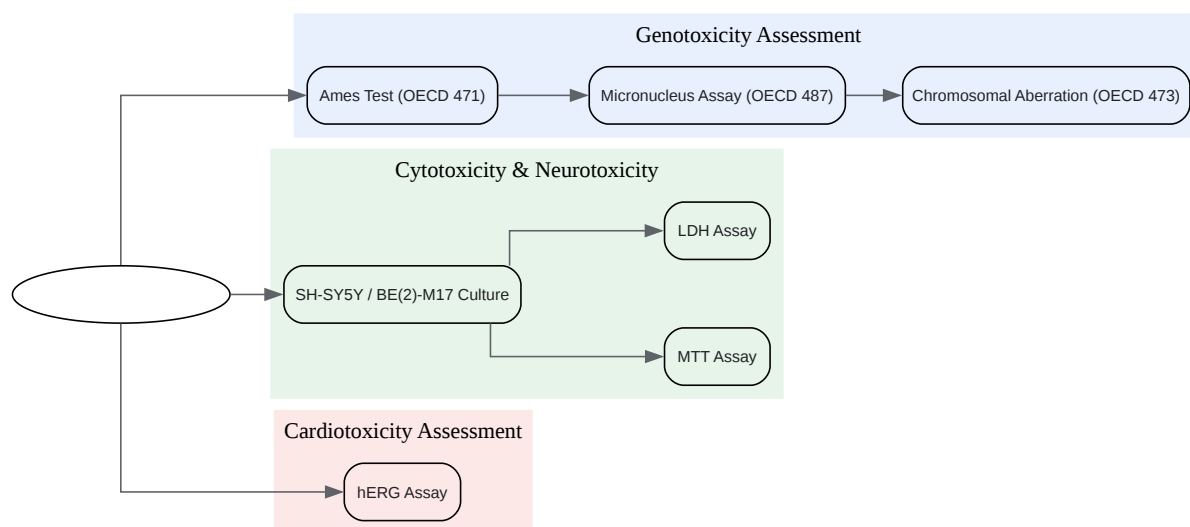 Genotoxicity Assessment
Ames Test (OECD 471)
Micronucleus Assay (OECD 487)
Chromosomal Aberration (OECD 473)
Cytotoxicity & Neurotoxicity
LDH Assay
SH-SY5Y / BE(2)-M17 Culture
MTT Assay
Cardiotoxicity Assessment
hERG Assay